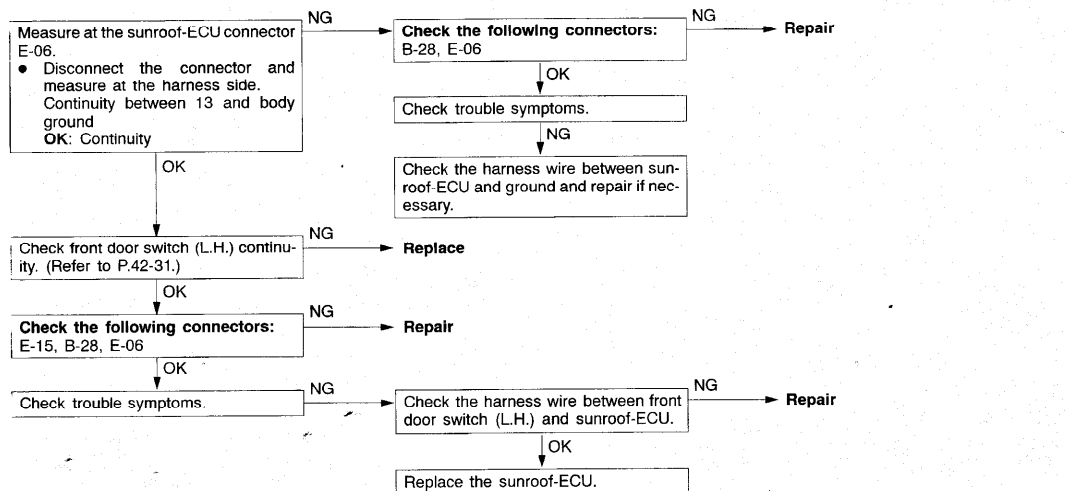 Measure at the sunroof-ECU connector
E-06.
● Disconnect the connector and
measure at the harness side.
Continuity between 13 and body
ground
OK: Continuity
NG
Check the following connectors:
B-28, E-06
NG
Repair
OK
Check trouble symptoms.
NG
Check the harness wire between sun-
roof-ECU and ground and repair if nec-
essary.
OK
Check front door switch (L.H.) continu-
ity. (Refer to P.42-31.)
NG
Replace
OK
Check the following connectors:
E-15, B-28, E-06
NG
Repair
OK
Check trouble symptoms.
NG
Check the harness wire between front
door switch (L.H.) and sunroof-ECU.
NG
Repair
OK
Replace the sunroof-ECU.